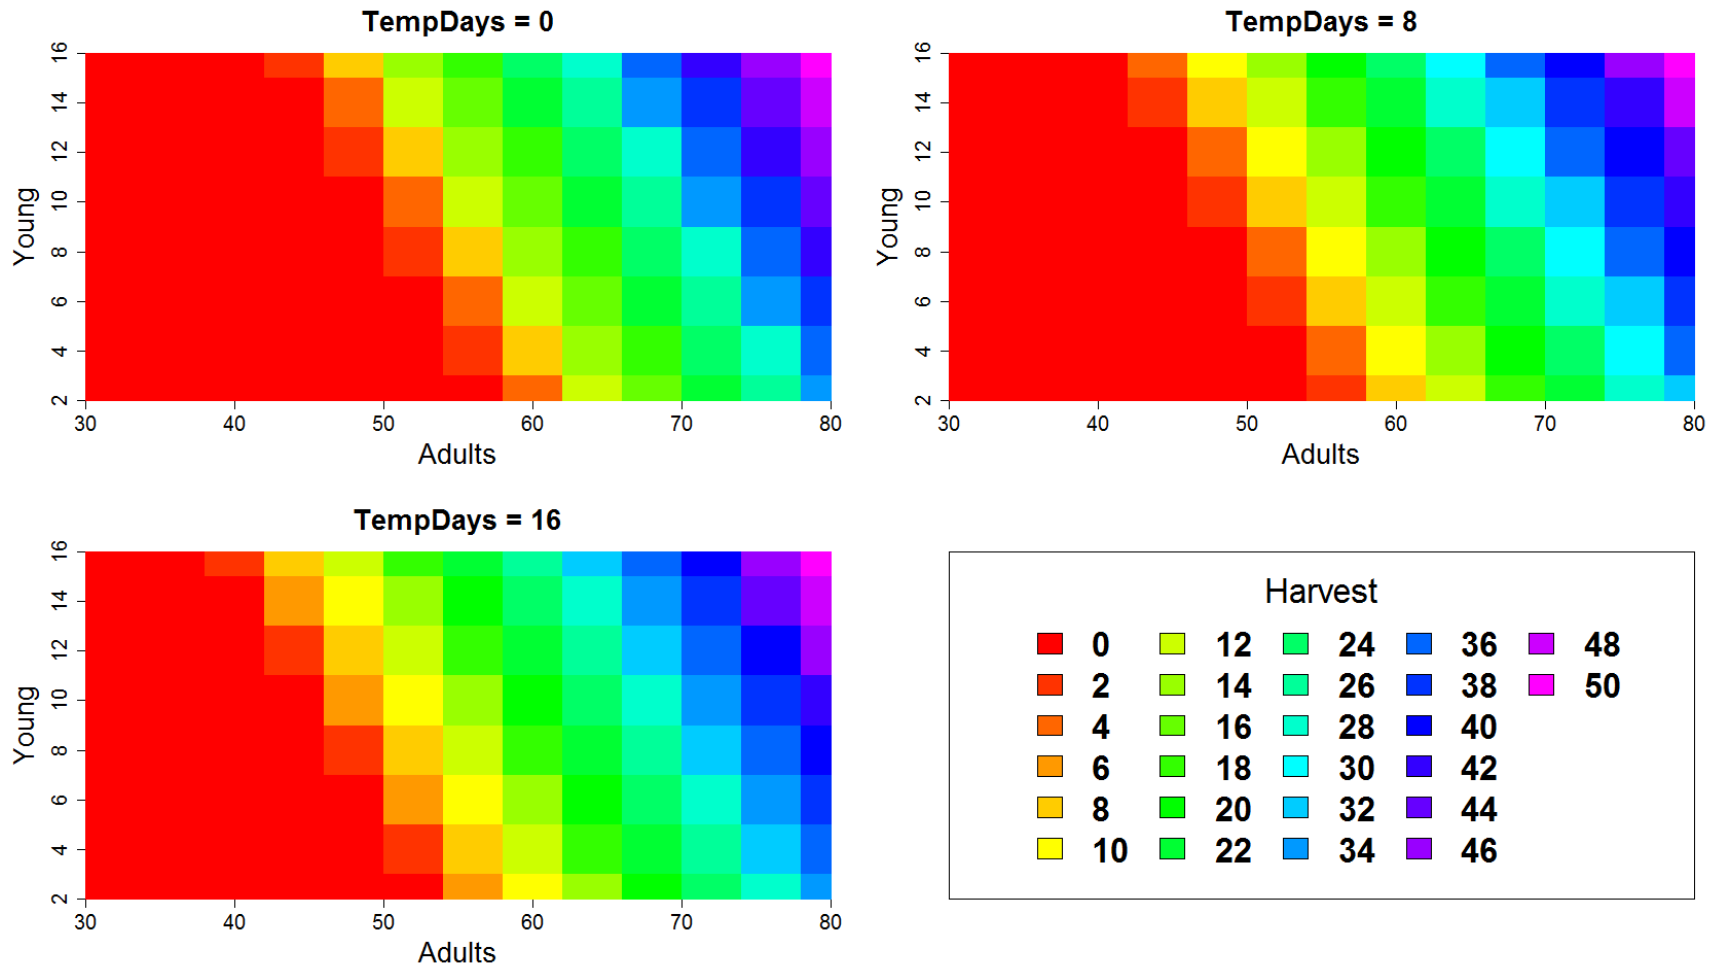 TempDays = 0
16
14
12
10
8
6
4
2
Young
30 40 50 60 70 80
Adults
TempDays = 8
16
14
12
10
8
6
4
2
Young
30 40 50 60 70 80
Adults
TempDays = 16
16
14
12
10
8
6
4
2
Young
30 40 50 60 70 80
Adults
Harvest
0 12 24 36 48
2 14 26 38 50
4 16 28 40
6 18 30 42
8 20 32 44
10 22 34 46